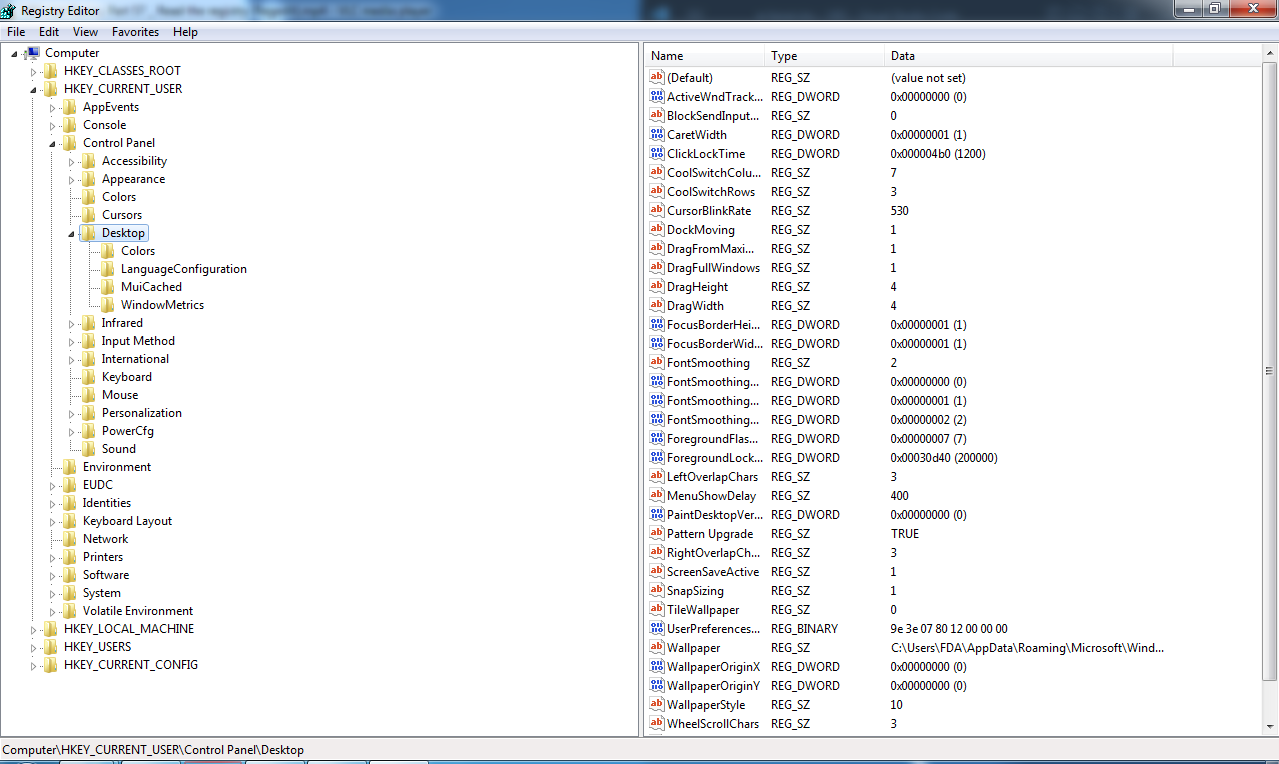 Registry Editor
File Edit View Favorites Help
Computer
HKEY_CLASSES_ROOT
HKEY_CURRENT_USER
AppEvents
Console
Control Panel
Accessibility
Appearance
Colors
Cursors
Desktop
Colors
LanguageConfiguration
MuiCached
WindowMetrics
Infrared
Input Method
International
Keyboard
Mouse
Personalization
PowerCfg
Sound
Environment
EUDC
Identities
Keyboard Layout
Network
Printers
Software
System
Volatile Environment
HKEY_LOCAL_MACHINE
HKEY_USERS
HKEY_CURRENT_CONFIG
Name Type Data
(Default) REG_SZ (value not set)
ActiveWndTrack... REG_DWORD 0x00000000 (0)
BlockSendInput... REG_SZ 0
CaretWidth REG_DWORD 0x00000001 (1)
ClickLockTime REG_DWORD 0x000004b0 (1200)
CoolSwitchColu... REG_SZ 7
CoolSwitchRows REG_SZ 3
CursorBlinkRate REG_SZ 530
DockMoving REG_SZ 1
DragFromMaxi... REG_SZ 1
DragFullWindows REG_SZ 1
DragHeight REG_SZ 4
DragWidth REG_SZ 4
FocusBorderHei... REG_DWORD 0x00000001 (1)
FocusBorderWid... REG_DWORD 0x00000001 (1)
FontSmoothing REG_SZ 2
FontSmoothing... REG_DWORD 0x00000000 (0)
FontSmoothing... REG_DWORD 0x00000001 (1)
FontSmoothing... REG_DWORD 0x00000002 (2)
ForegroundFlas... REG_DWORD 0x00000007 (7)
ForegroundLock... REG_DWORD 0x00030d40 (200000)
LeftOverlapChars REG_SZ 3
MenuShowDelay REG_SZ 400
PaintDesktopVer... REG_DWORD 0x00000000 (0)
Pattern Upgrade REG_SZ TRUE
RightOverlapCh... REG_SZ 3
ScreenSaveActive REG_SZ 1
SnapSizing REG_SZ 1
TileWallpaper REG_SZ 0
UserPreferences... REG_BINARY 9e 3e 07 80 12 00 00 00
Wallpaper REG_SZ C:\Users\FDA\AppData\Roaming\Microsoft\Wind...
WallpaperOriginX REG_DWORD 0x00000000 (0)
WallpaperOriginY REG_DWORD 0x00000000 (0)
WallpaperStyle REG_SZ 10
WheelScrollChars REG_SZ 3
Computer\HKEY_CURRENT_USER\Control Panel\Desktop